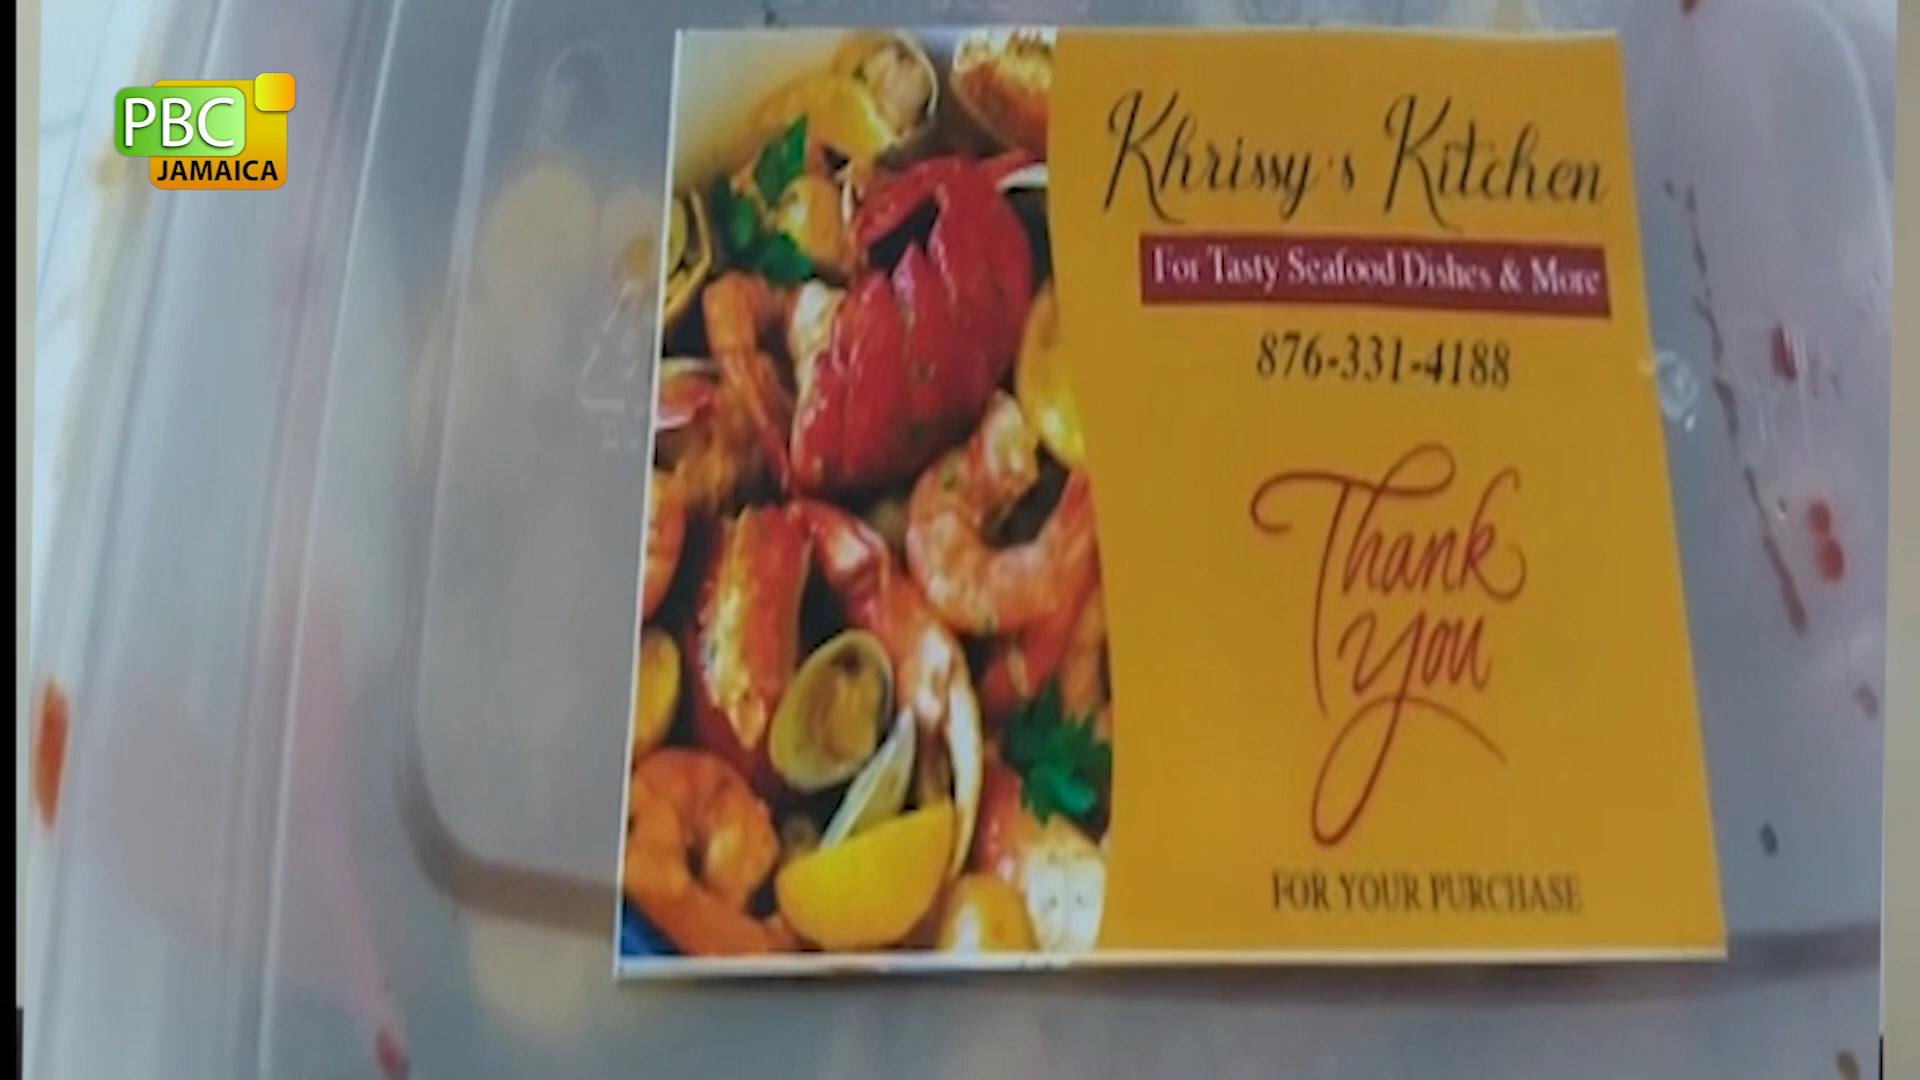 PBC
JAMAICA
Khrissy's Kitchen
For Tasty Seafood Dishes & More
876-331-4188
Thank
you
FOR YOUR PURCHASE